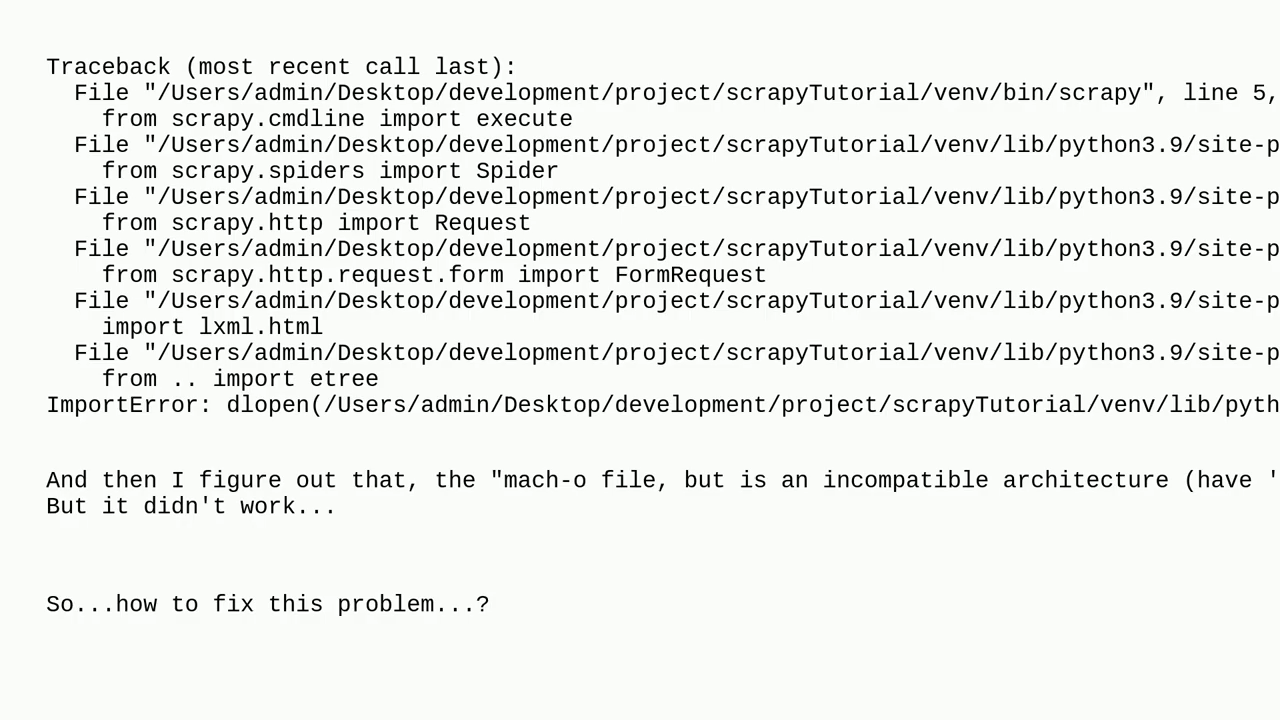 Traceback (most recent call last):
File "/Users/admin/Desktop/development/project/scrapyTutorial/venv/bin/scrapy", line 5,
from scrapy.cmdline import execute
File "/Users/admin/Desktop/development/project/scrapyTutorial/venv/lib/python3.9/site-p
from scrapy.spiders import Spider
File "/Users/admin/Desktop/development/project/scrapyTutorial/venv/lib/python3.9/site-p
from scrapy.http import Request
File "/Users/admin/Desktop/development/project/scrapyTutorial/venv/lib/python3.9/site-p
from scrapy.http.request.form import FormRequest
File "/Users/admin/Desktop/development/project/scrapyTutorial/venv/lib/python3.9/site-p
import lxml.html
File "/Users/admin/Desktop/development/project/scrapyTutorial/venv/lib/python3.9/site-p
from .. import etree
ImportError: dlopen(/Users/admin/Desktop/development/project/scrapyTutorial/venv/lib/pyth
And then I figure out that, the "mach-o file, but is an incompatible architecture (have '
But it didn't work...
So...how to fix this problem...?